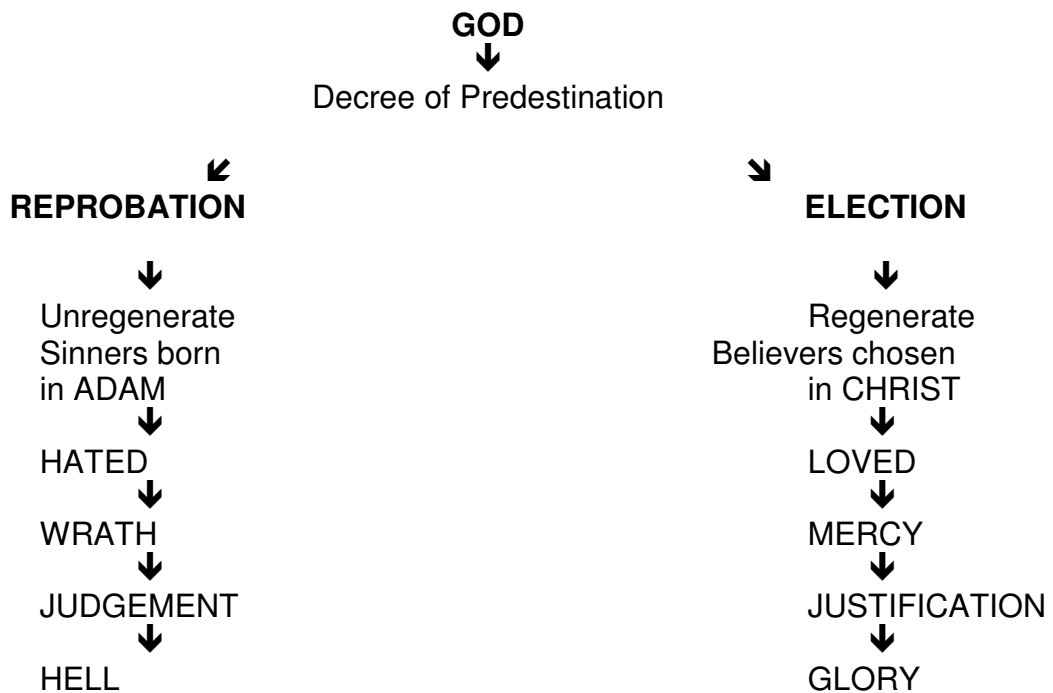 GOD
Decree of Predestination
REPROBATION
Unregenerate
Sinners born
in ADAM
HATED
WRATH
JUDGEMENT
HELL
ELECTION
Regenerate
Believers chosen
in CHRIST
LOVED
MERCY
JUSTIFICATION
GLORY